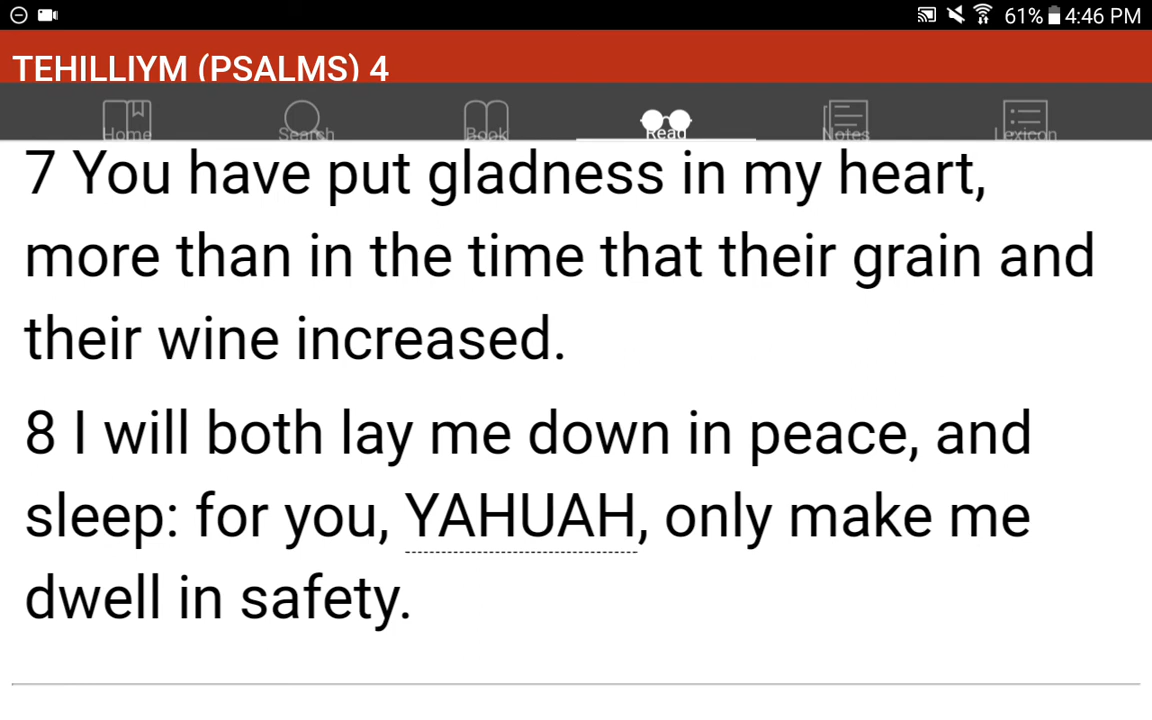 61% 4:46 PM
TEHILLIYM (PSALMS) 4
Home Search Book Read Notes Lexicon
7 You have put gladness in my heart,
more than in the time that their grain and
their wine increased.
8 I will both lay me down in peace, and
sleep: for you, YAHUAH, only make me
dwell in safety.